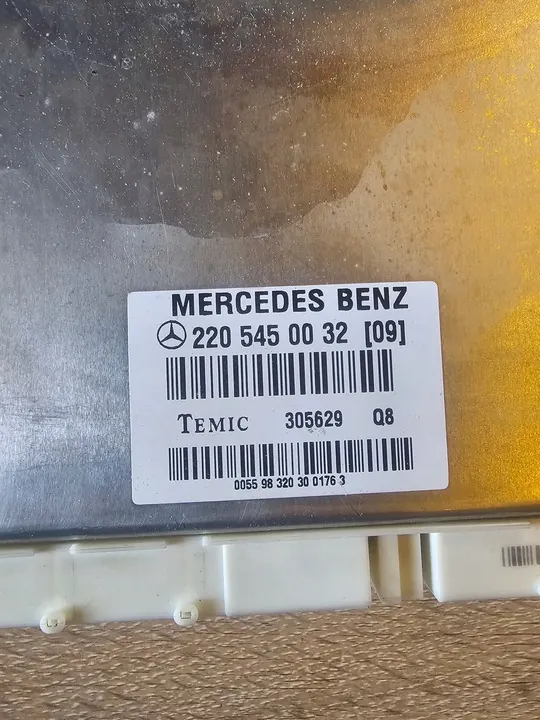 MERCEDES BENZ
220 545 00 32 [09]
TEMIC 305629 Q8
0055 98 320 30 0176 3